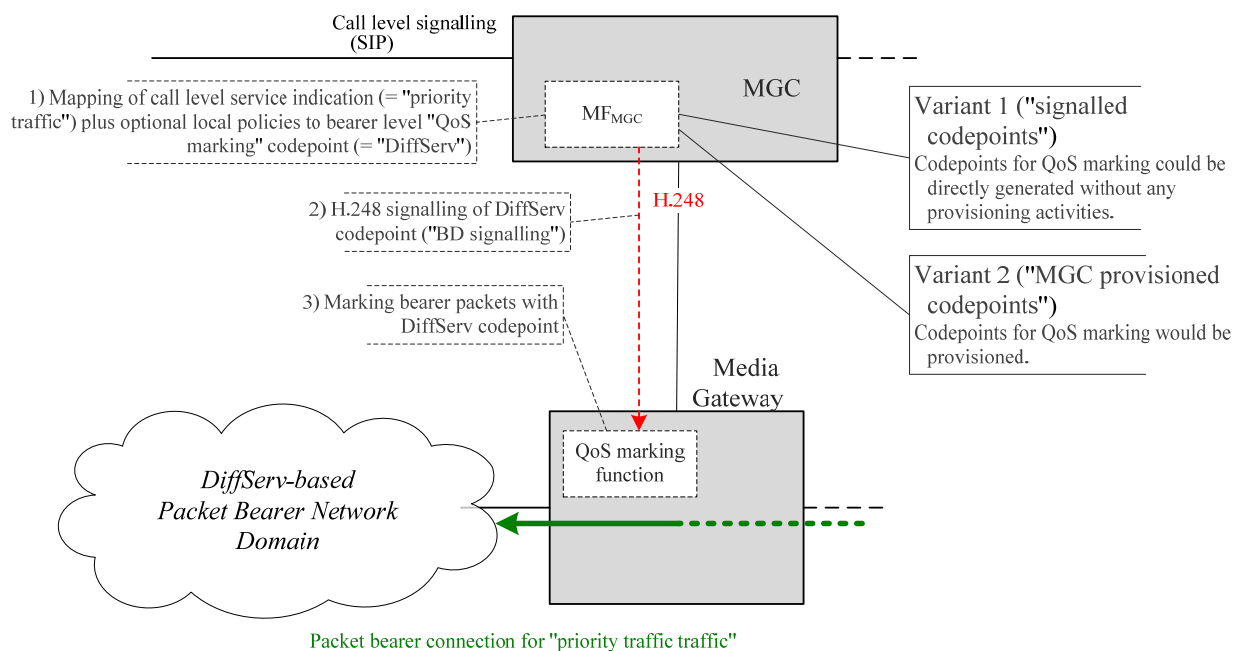 Call level signalling
(SIP)
MGC
1) Mapping of call level service indication (= "priority
traffic") plus optional local policies to bearer level "QoS
marking" codepoint (= "DiffServ")
MFMGC
Variant 1 ("signalled
codepoints")
Codepoints for QoS marking could be
directly generated without any
provisioning activities.
H.248
2) H.248 signalling of DiffServ
codepoint ("BD signalling")
Variant 2 ("MGC provisioned
codepoints")
Codepoints for QoS marking would be
provisioned.
3) Marking bearer packets with
DiffServ codepoint
Media
Gateway
QoS marking
function
DiffServ-based
Packet Bearer Network
Domain
Packet bearer connection for "priority traffic traffic"